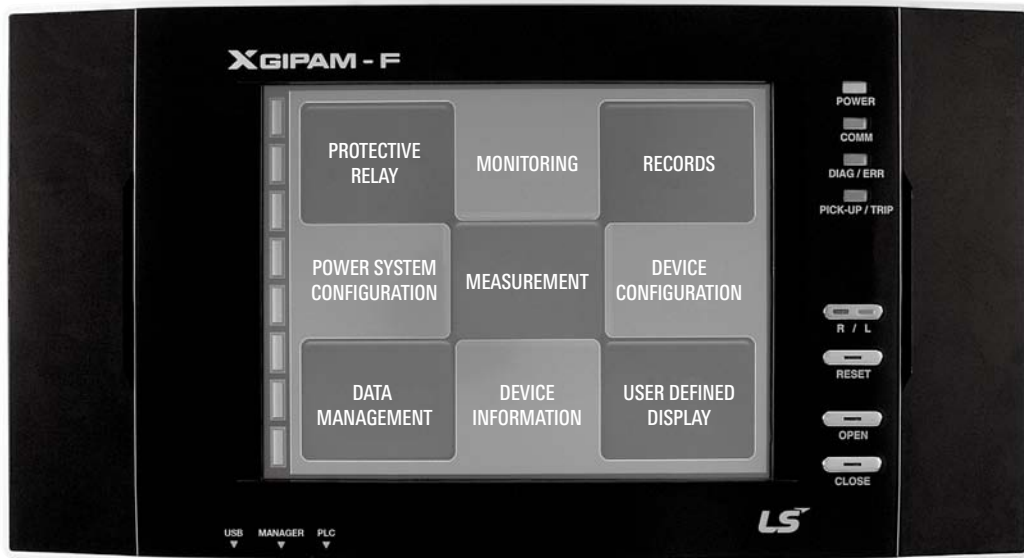 XGIPAM - F
POWER
COMM
DIAG / ERR
PICK-UP / TRIP
PROTECTIVE
RELAY
MONITORING
RECORDS
POWER SYSTEM
CONFIGURATION
MEASUREMENT
DEVICE
CONFIGURATION
DATA
MANAGEMENT
DEVICE
INFORMATION
USER DEFINED
DISPLAY
R / L
RESET
OPEN
CLOSE
LS
USB MANAGER PLC